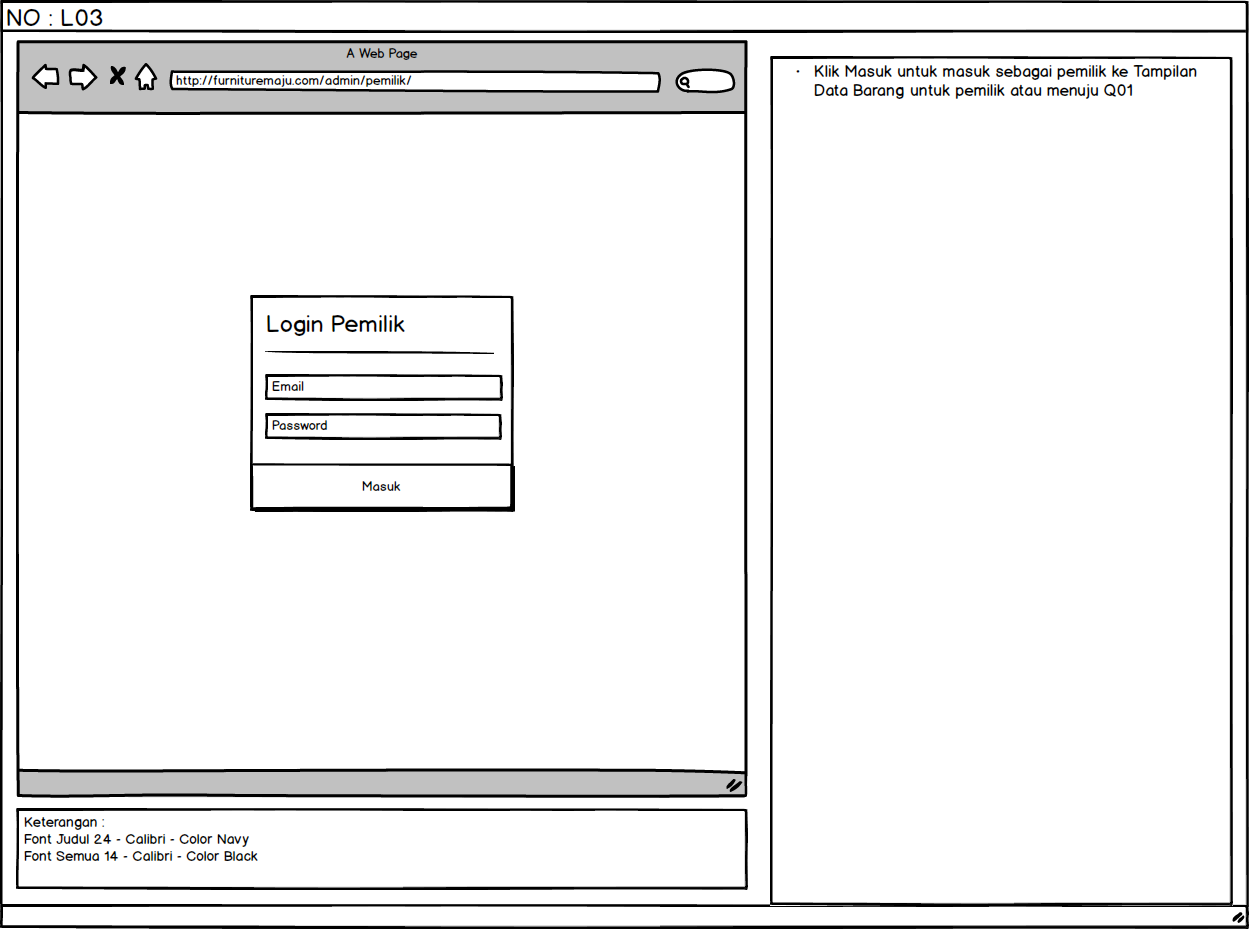 NO : L03
A Web Page
http://furnituremaju.com/admin/pemilik/
Login Pemilik
Email
Password
Masuk
Keterangan :
Font Judul 24 - Calibri - Color Navy
Font Semua 14 - Calibri - Color Black
· Klik Masuk untuk masuk sebagai pemilik ke Tampilan
Data Barang untuk pemilik atau menuju Q01